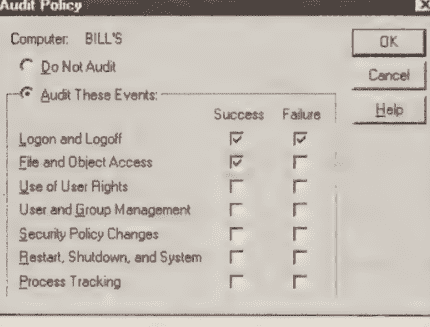 Audit Policy
Computer: BILL'S
OK
Do Not Audit
Cancel
Audit These Events:
Help
Success Failure
Logon and Logoff
File and Object Access
Use of User Rights
User and Group Management
Security Policy Changes
Restart, Shutdown, and System
Process Tracking